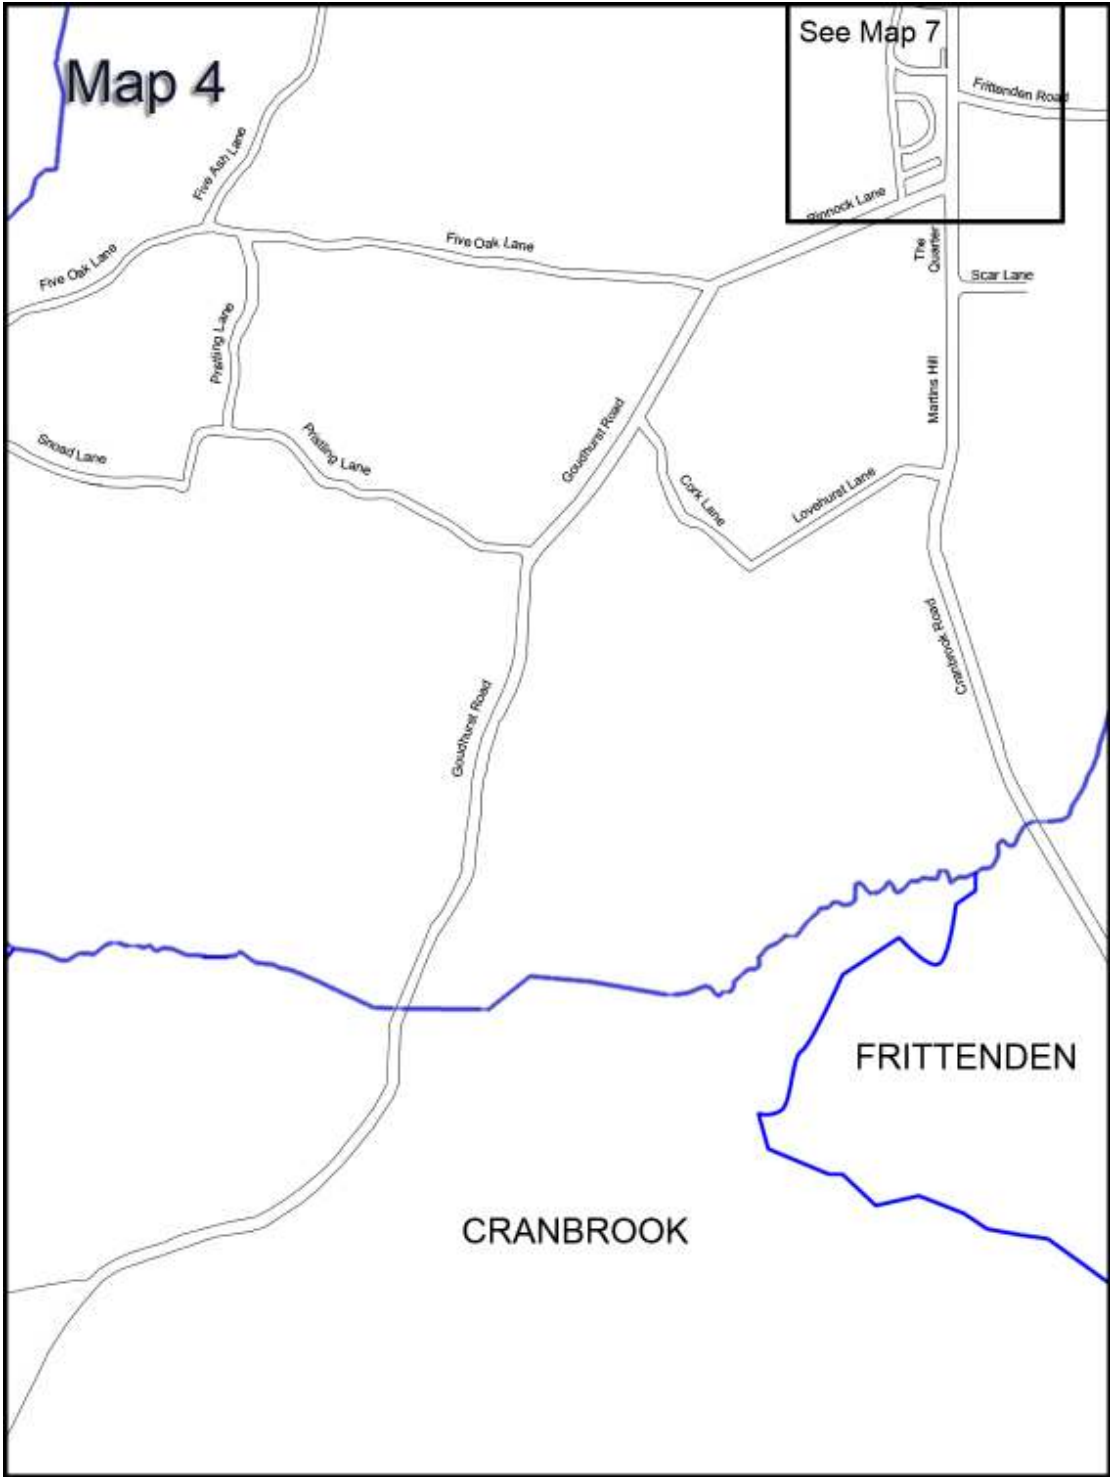 See Map 7
Map 4
Frittenden Road
Five Ash Lane
Pinnock Lane
Five Oak Lane
The
Quarter
Five Oak Lane
Scar Lane
Pristling Lane
Martins Hill
Goudhurst Road
Snoad Lane
Pristling Lane
Cork Lane
Lovehurst Lane
Cranbrook Road
Goudhurst Road
FRITTENDEN
CRANBROOK